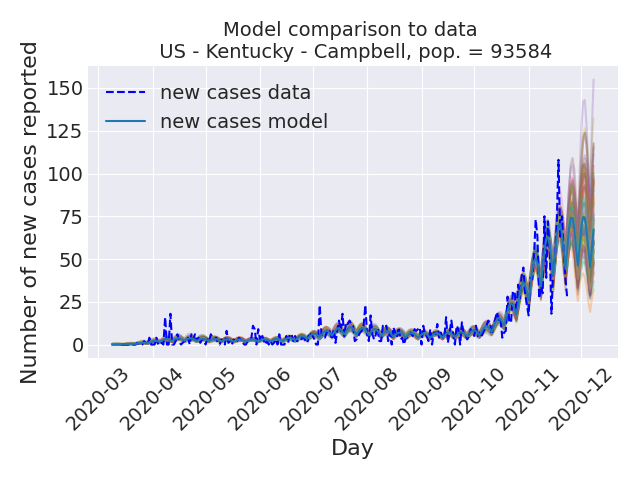 Model comparison to data
US - Kentucky - Campbell, pop. = 93584
Number of new cases reported
150
125
100
75
50
25
0
new cases data
new cases model
2020-03
2020-04
2020-05
2020-06
2020-07
2020-08
2020-09
2020-10
2020-11
2020-12
Day